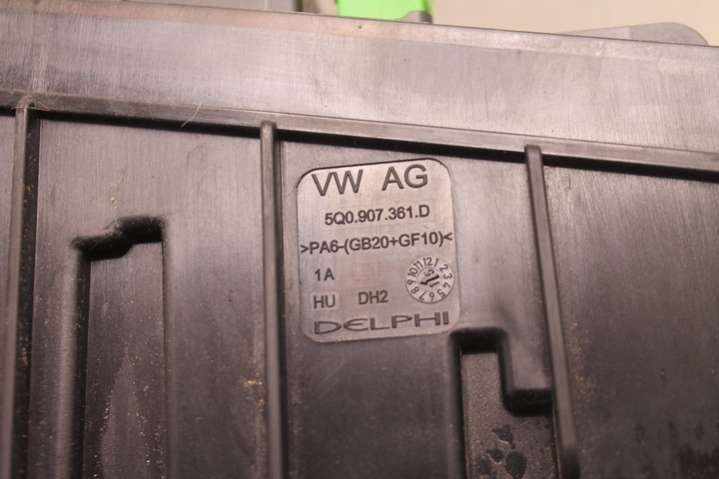 VW AG
5Q0.907.361.D
>PA6-(GB20+GF10)<
1A
HU DH2
DELPHI